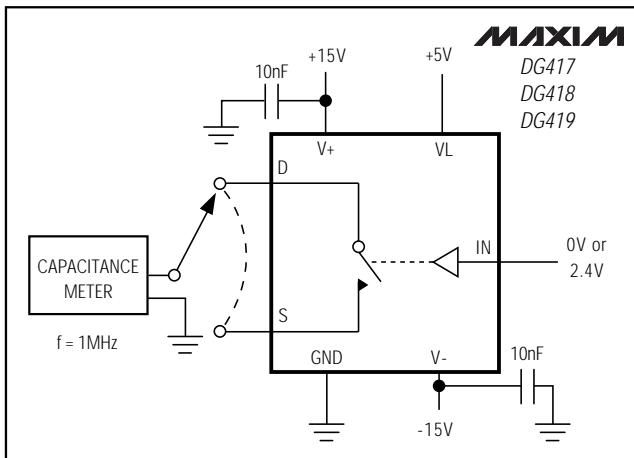 MAXIM
DG417
DG418
DG419
+15V
+5V
10nF
V+
VL
D
IN
0V or
2.4V
CAPACITANCE
METER
f = 1MHz
S
GND
V-
10nF
-15V